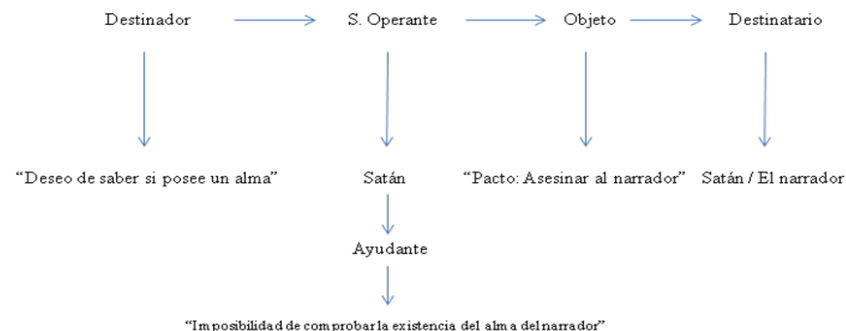 Destinador S. Operante Objeto Destinatario
“Deseo de saber si posee un alma” Satán “Pacto: Asesinar al narrador” Satán / El narrador
Ayudante
“Imposibilidad de comprobar la existencia del alma del narrador”